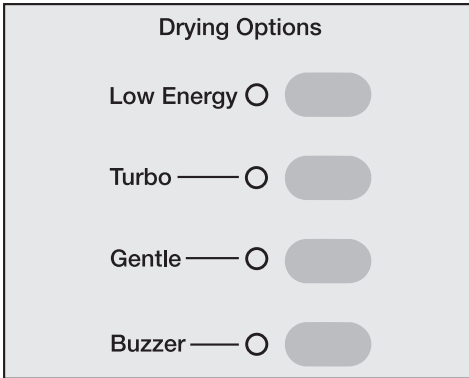 Drying Options
Low Energy
Turbo
Gentle
Buzzer